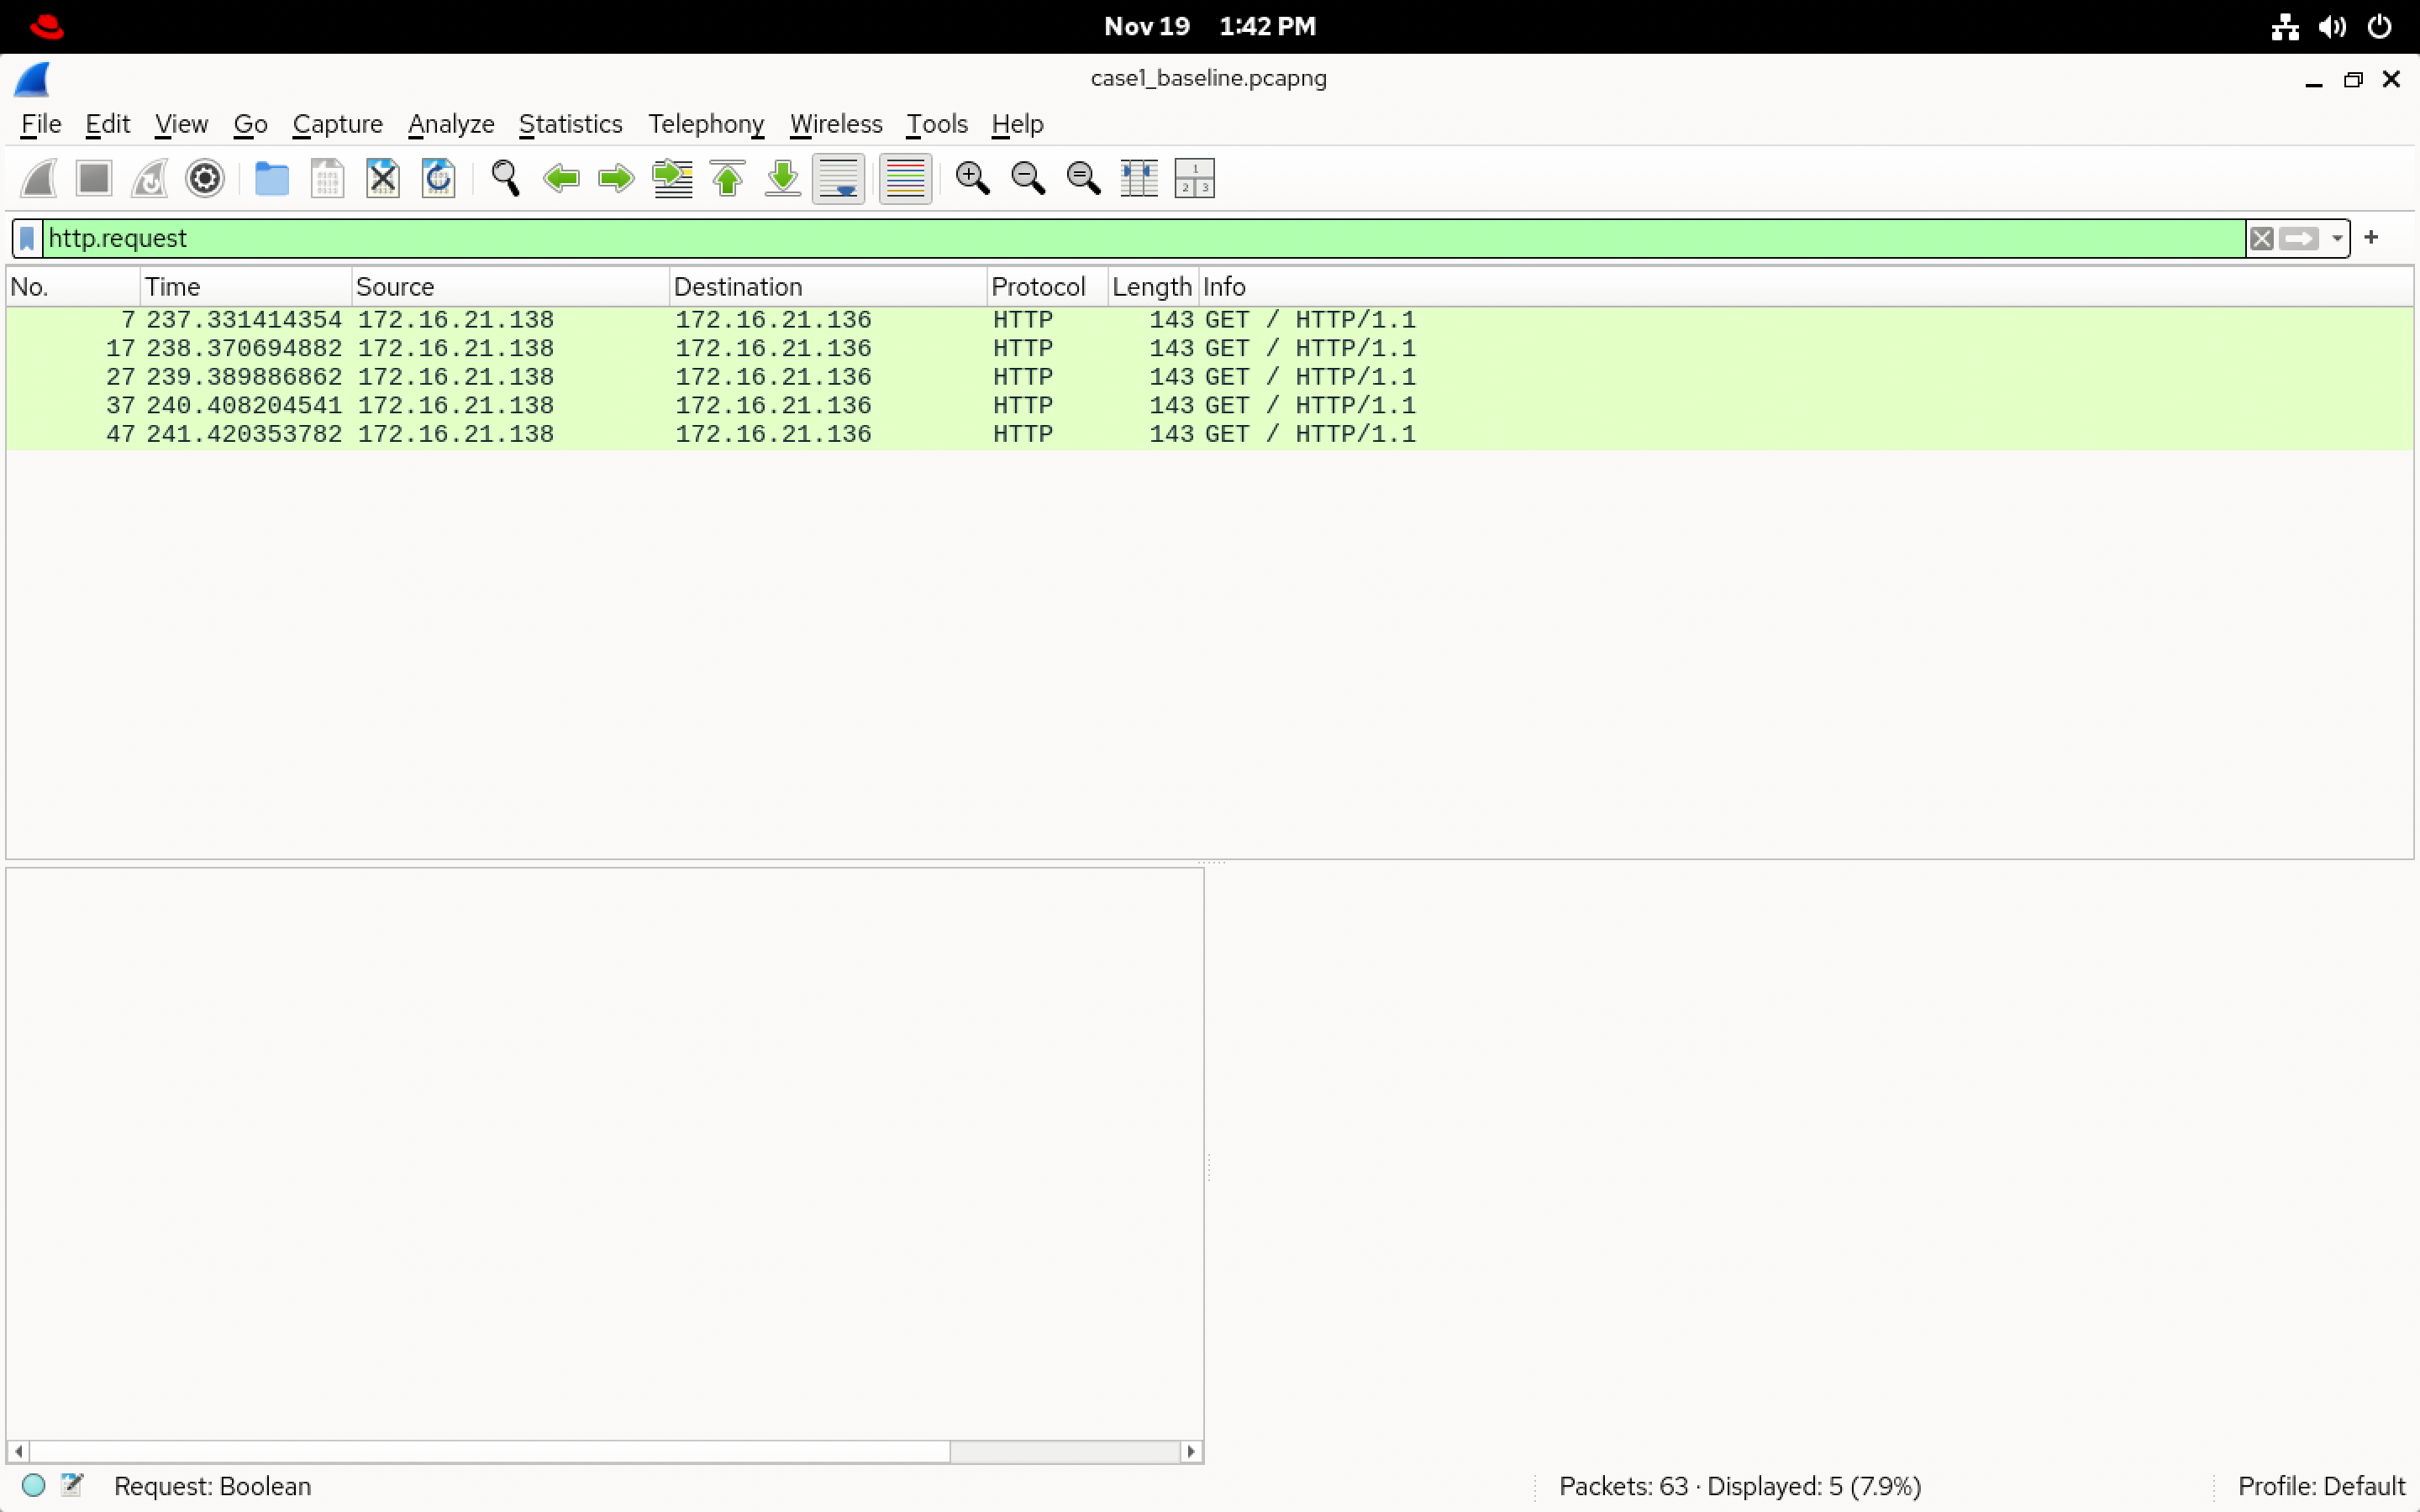 Nov 19 1:42 PM
case1_baseline.pcapng
File Edit View Go Capture Analyze Statistics Telephony Wireless Tools Help
http.request
No. Time Source Destination Protocol Length Info
7 237.331414354 172.16.21.138 172.16.21.136 HTTP 143 GET / HTTP/1.1
17 238.370694882 172.16.21.138 172.16.21.136 HTTP 143 GET / HTTP/1.1
27 239.389886862 172.16.21.138 172.16.21.136 HTTP 143 GET / HTTP/1.1
37 240.408204541 172.16.21.138 172.16.21.136 HTTP 143 GET / HTTP/1.1
47 241.420353782 172.16.21.138 172.16.21.136 HTTP 143 GET / HTTP/1.1
Request: Boolean Packets: 63 · Displayed: 5 (7.9%) Profile: Default